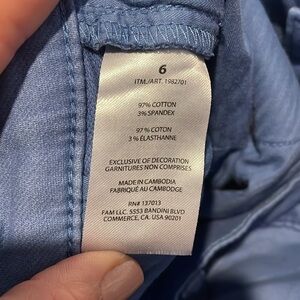 6
ITM./ART. 1982701
97% COTTON
3% SPANDEX
97 % COTON
3 % ÉLASTHANNE
EXCLUSIVE OF DECORATION
GARNITURES NON COMPRISES
MADE IN CAMBODIA
FABRIQUÉ AU CAMBODGE
RN# 137013
FAM LLC. 5553 BANDINI BLVD
COMMERCE, CA. USA 90201